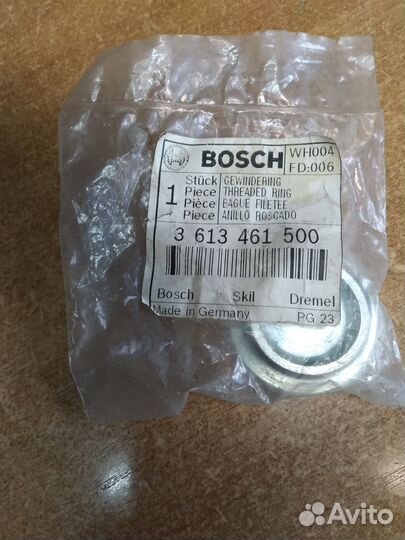 BOSCH
WH004
FD:006
1
Stück GEWINDERING
Piece THREADED RING
Pièce BAGUE FILETEE
Piece ANILLO ROSCADO
3 613 461 500
Bosch Skil Dremel
Made in Germany PG 23
Avito